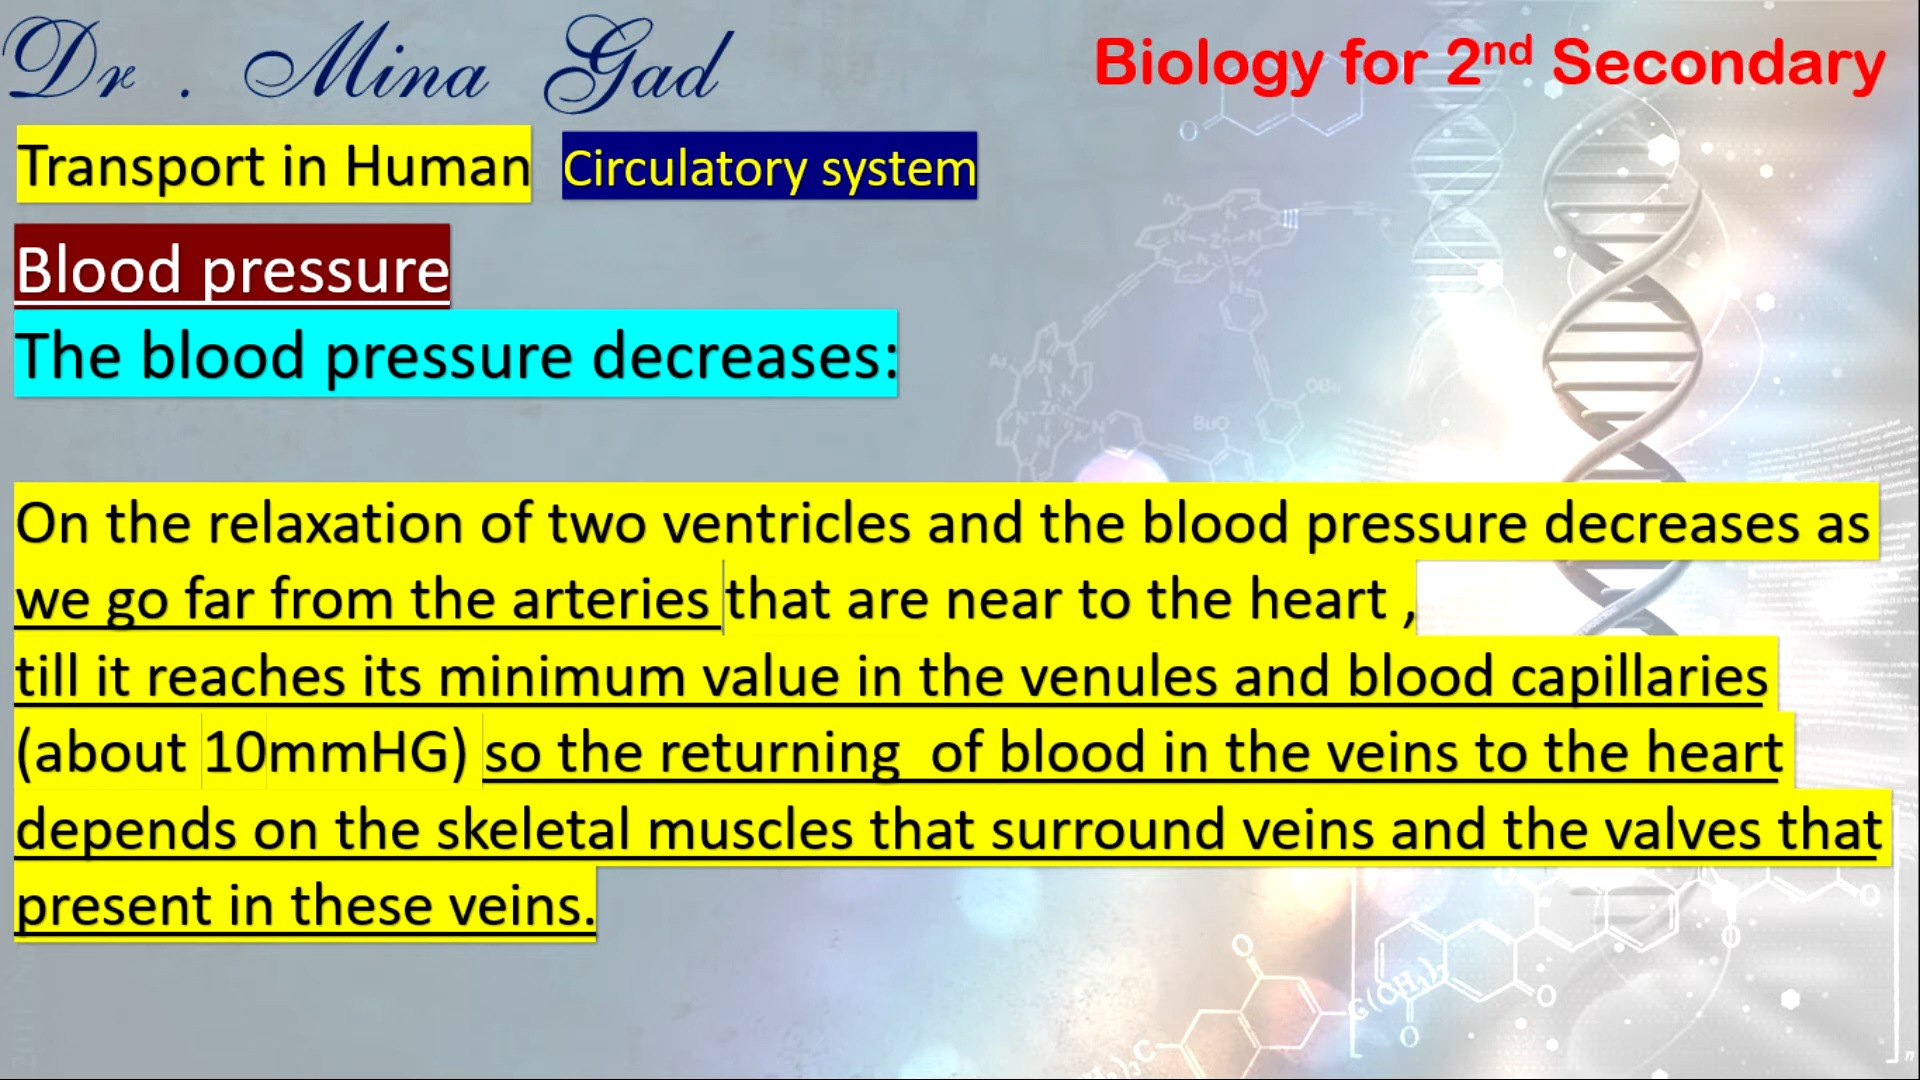 Dr . Mina Gad
Biology for 2nd Secondary
Transport in Human
Circulatory system
Blood pressure
The blood pressure decreases:
On the relaxation of two ventricles and the blood pressure decreases as
we go far from the arteries that are near to the heart ,
till it reaches its minimum value in the venules and blood capillaries
(about 10mmHG) so the returning  of blood in the veins to the heart
depends on the skeletal muscles that surround veins and the valves that
present in these veins.